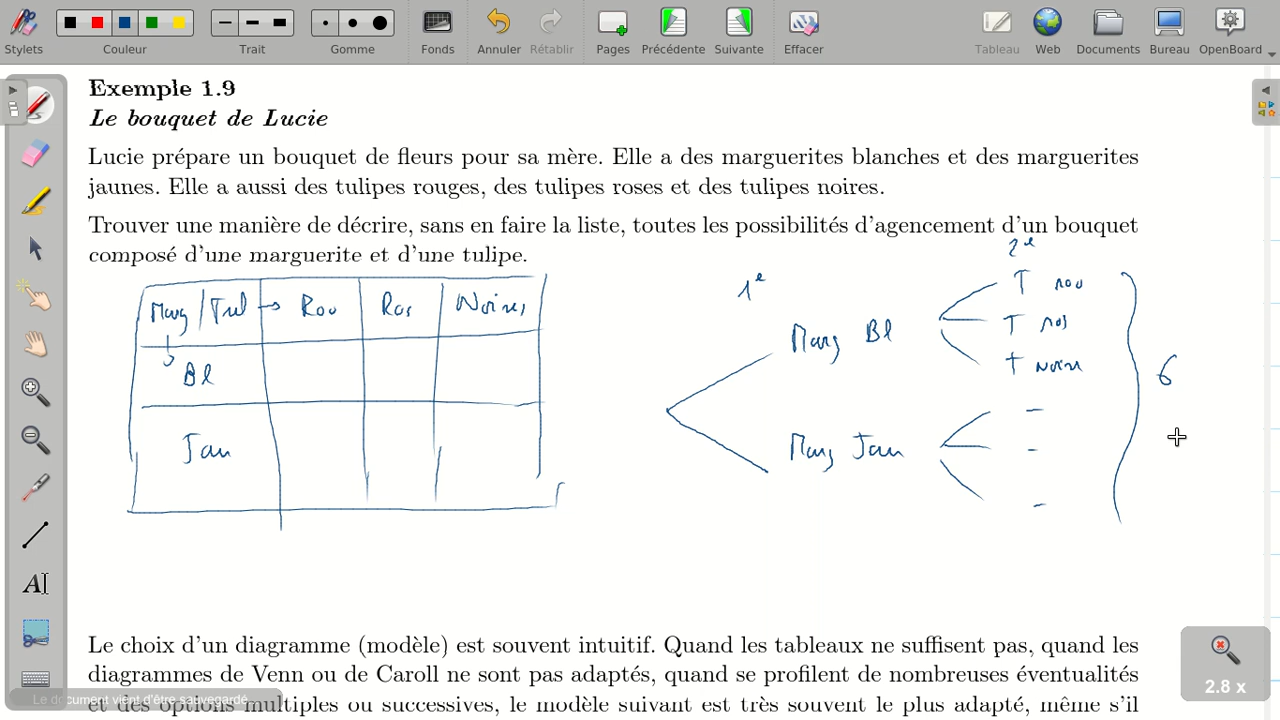 Stylets Couleur Trait Gomme Fonds Annuler Rétablir Pages Précédente Suivante Effacer Tableau Web Documents Bureau OpenBoard
Exemple 1.9
Le bouquet de Lucie
Lucie prépare un bouquet de fleurs pour sa mère. Elle a des marguerites blanches et des marguerites
jaunes. Elle a aussi des tulipes rouges, des tulipes roses et des tulipes noires.
Trouver une manière de décrire, sans en faire la liste, toutes les possibilités d'agencement d'un bouquet
composé d'une marguerite et d'une tulipe.
Marg / Tul → Rou Ros Noires
Bl
Jau
1e 2e
Marg Bl
T rou
T ros
T noire
Marg Jau
6
Le choix d'un diagramme (modèle) est souvent intuitif. Quand les tableaux ne suffisent pas, quand les
diagrammes de Venn ou de Caroll ne sont pas adaptés, quand se profilent de nombreuses éventualités
et des options multiples ou successives, le modèle suivant est très souvent le plus adapté, même s'il
Le document vient d'être sauvegardé
2.8 x